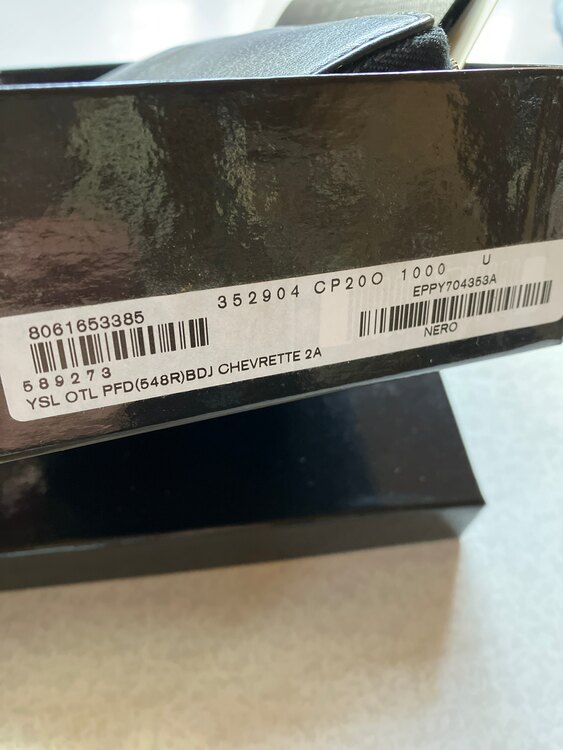 352904 CP20O 1000 U
8061653385
EPPY704353A
589273
NERO
YSL OTL PFD(548R)BDJ CHEVRETTE 2A